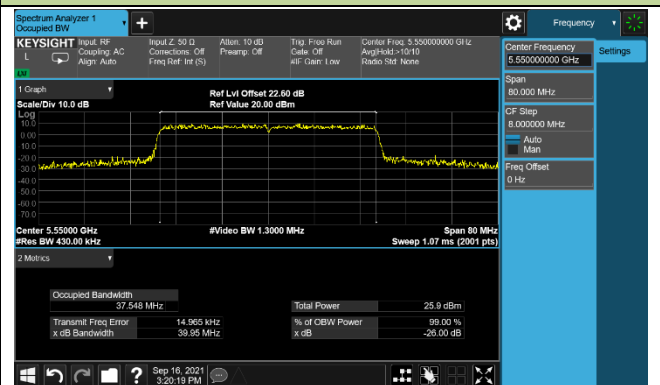 Spectrum Analyzer 1
Occupied BW
Frequency
KEYSIGHT
L
Input: RF
Coupling: AC
Align: Auto
Input Z: 50 Ω
Corrections: Off
Freq Ref: Int (S)
Atten: 10 dB
Preamp: Off
Trig: Free Run
Gate: Off
#IF Gain: Low
Center Freq: 5.550000000 GHz
Avg|Hold:>10/10
Radio Std: None
Center Frequency
5.550000000 GHz
Settings
Span
80.000 MHz
CF Step
8.000000 MHz
Auto
Man
Freq Offset
0 Hz
1 Graph
Scale/Div 10.0 dB
Ref Lvl Offset 22.60 dB
Ref Value 20.00 dBm
Log
10.0
0.00
-10.0
-20.0
-30.0
-40.0
-50.0
-60.0
-70.0
Center 5.55000 GHz
#Video BW 1.3000 MHz
Span 80 MHz
#Res BW 430.00 kHz
Sweep 1.07 ms (2001 pts)
2 Metrics
Occupied Bandwidth
37.548 MHz
Total Power 25.9 dBm
Transmit Freq Error 14.965 kHz
% of OBW Power 99.00 %
x dB Bandwidth 39.95 MHz
x dB -26.00 dB
?
Sep 16, 2021
3:20:19 PM